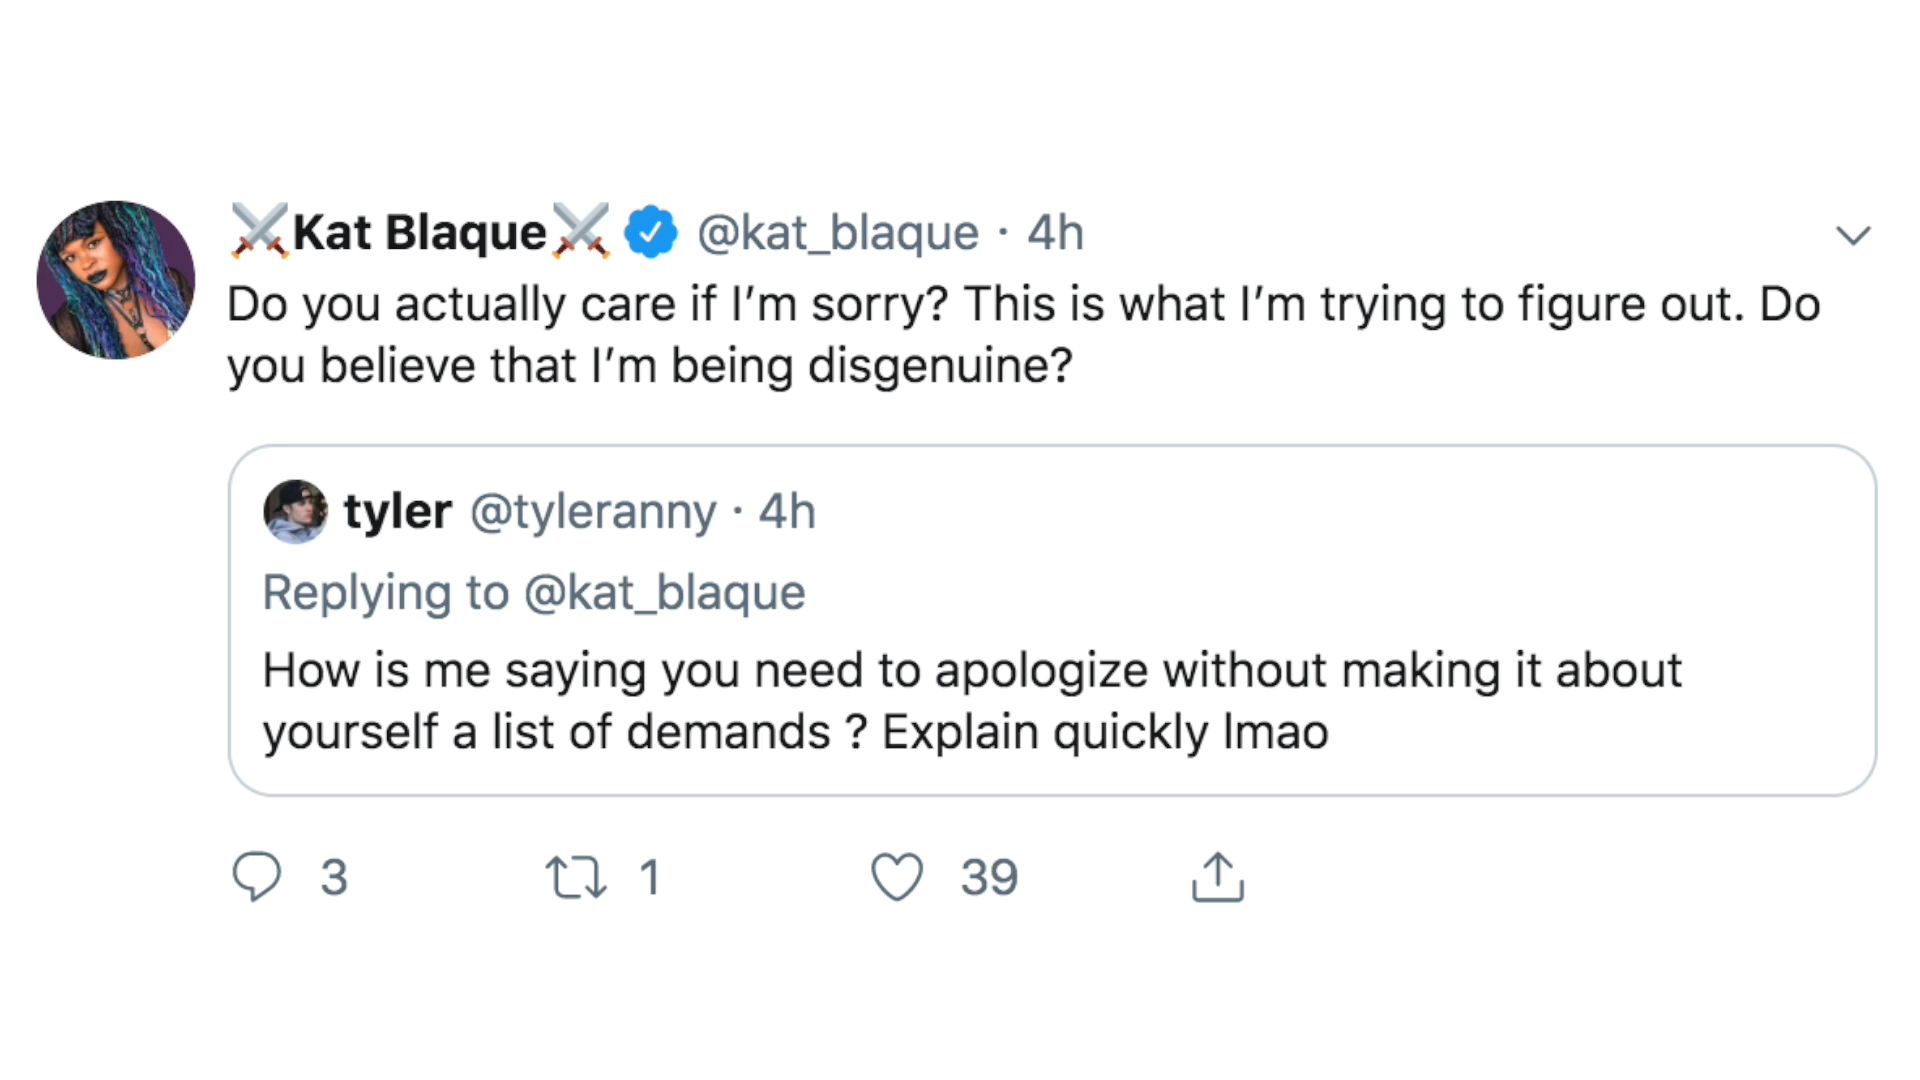 ⚔️Kat Blaque⚔️ @kat_blaque · 4h
Do you actually care if I’m sorry? This is what I’m trying to figure out. Do
you believe that I’m being disgenuine?
tyler @tyleranny · 4h
Replying to @kat_blaque
How is me saying you need to apologize without making it about
yourself a list of demands ? Explain quickly lmao
3 1 39